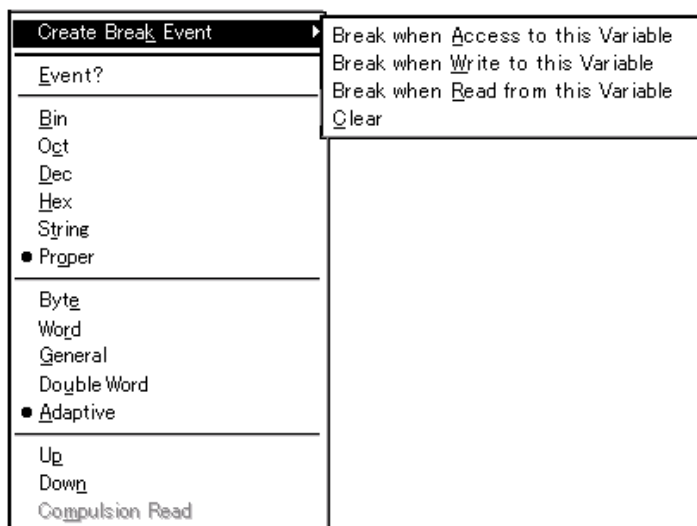 Create Break Event
Break when Access to this Variable
Break when Write to this Variable
Break when Read from this Variable
Clear
Event?
Bin
Oct
Dec
Hex
String
Proper
Byte
Word
General
Double Word
Adaptive
Up
Down
Compulsion Read